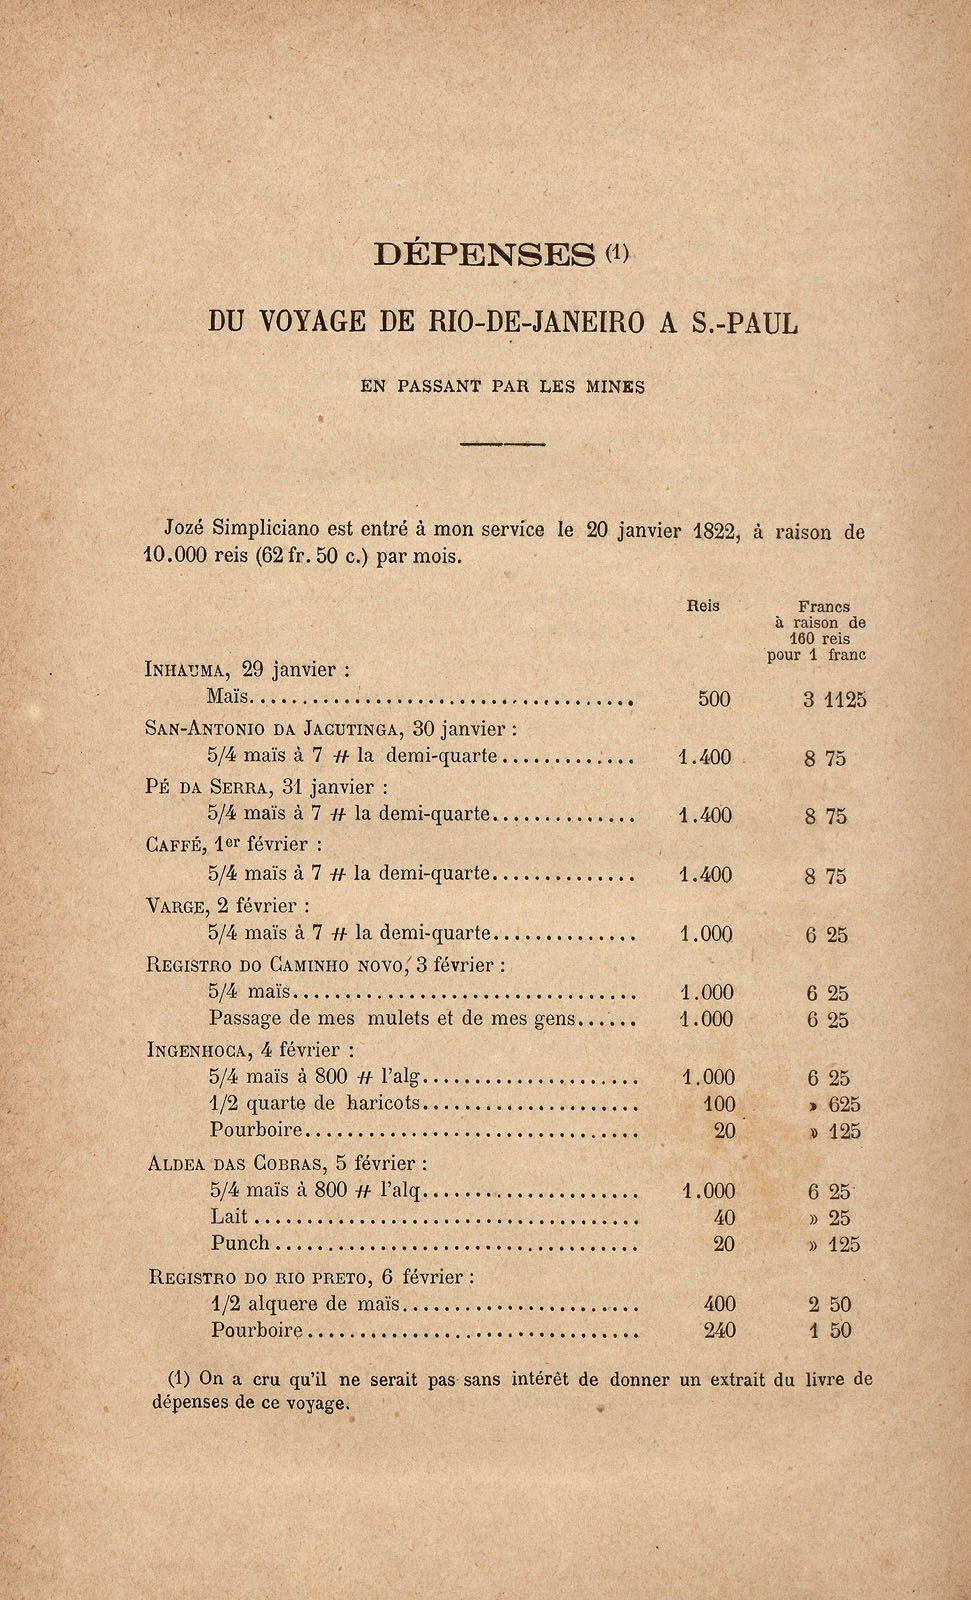 DÉPENSES (1)
DU VOYAGE DE RIO-DE-JANEIRO A S.-PAUL
EN PASSANT PAR LES MINES
Jozé Simpliciano est entré à mon service le 20 janvier 1822, à raison de
10.000 reis (62 fr. 50 c.) par mois.
Reis Francs
à raison de
160 reis
pour 1 franc
INHAUMA, 29 janvier :
Maïs..................................... 500 3 1125
SAN-ANTONIO DA JACUTINGA, 30 janvier :
5/4 maïs à 7 # la demi-quarte............. 1.400 8 75
PÉ DA SERRA, 31 janvier :
5/4 maïs à 7 # la demi-quarte.............. 1.400 8 75
CAFFÉ, 1er février :
5/4 maïs à 7 # la demi-quarte.............. 1.400 8 75
VARGE, 2 février :
5/4 maïs à 7 # la demi-quarte.............. 1.000 6 25
REGISTRO DO CAMINHO NOVO, 3 février :
5/4 maïs................................. 1.000 6 25
Passage de mes mulets et de mes gens...... 1.000 6 25
INGENHOCA, 4 février :
5/4 maïs à 800 # l'alg..................... 1.000 6 25
1/2 quarte de haricots..................... 100 » 625
Pourboire................................ 20 » 125
ALDEA DAS COBRAS, 5 février :
5/4 maïs à 800 # l'alq..................... 1.000 6 25
Lait..................................... 40 » 25
Punch................................... 20 » 125
REGISTRO DO RIO PRETO, 6 février :
1/2 alquere de maïs....................... 400 2 50
Pourboire................................ 240 1 50
(1) On a cru qu'il ne serait pas sans intérêt de donner un extrait du livre de
dépenses de ce voyage.